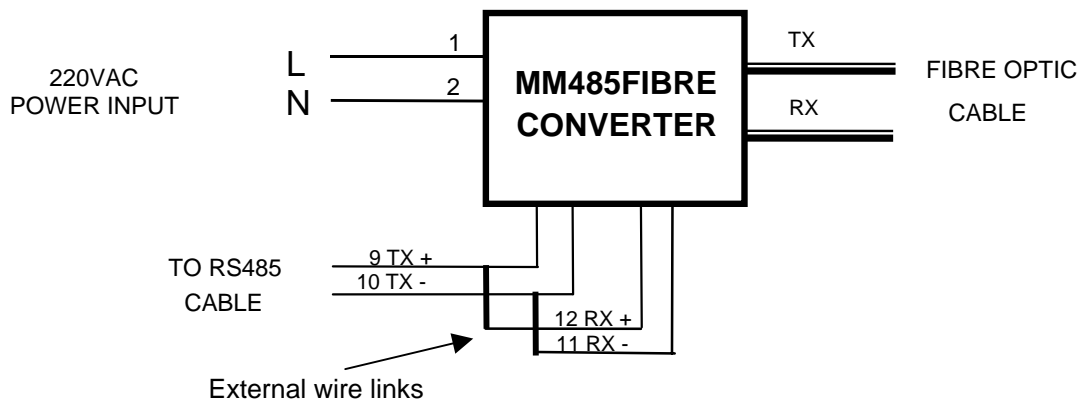 220VAC
POWER INPUT
L
N
1
2
MM485FIBRE
CONVERTER
TX
RX
FIBRE OPTIC
CABLE
TO RS485
CABLE
9 TX +
10 TX -
12 RX +
11 RX -
External wire links